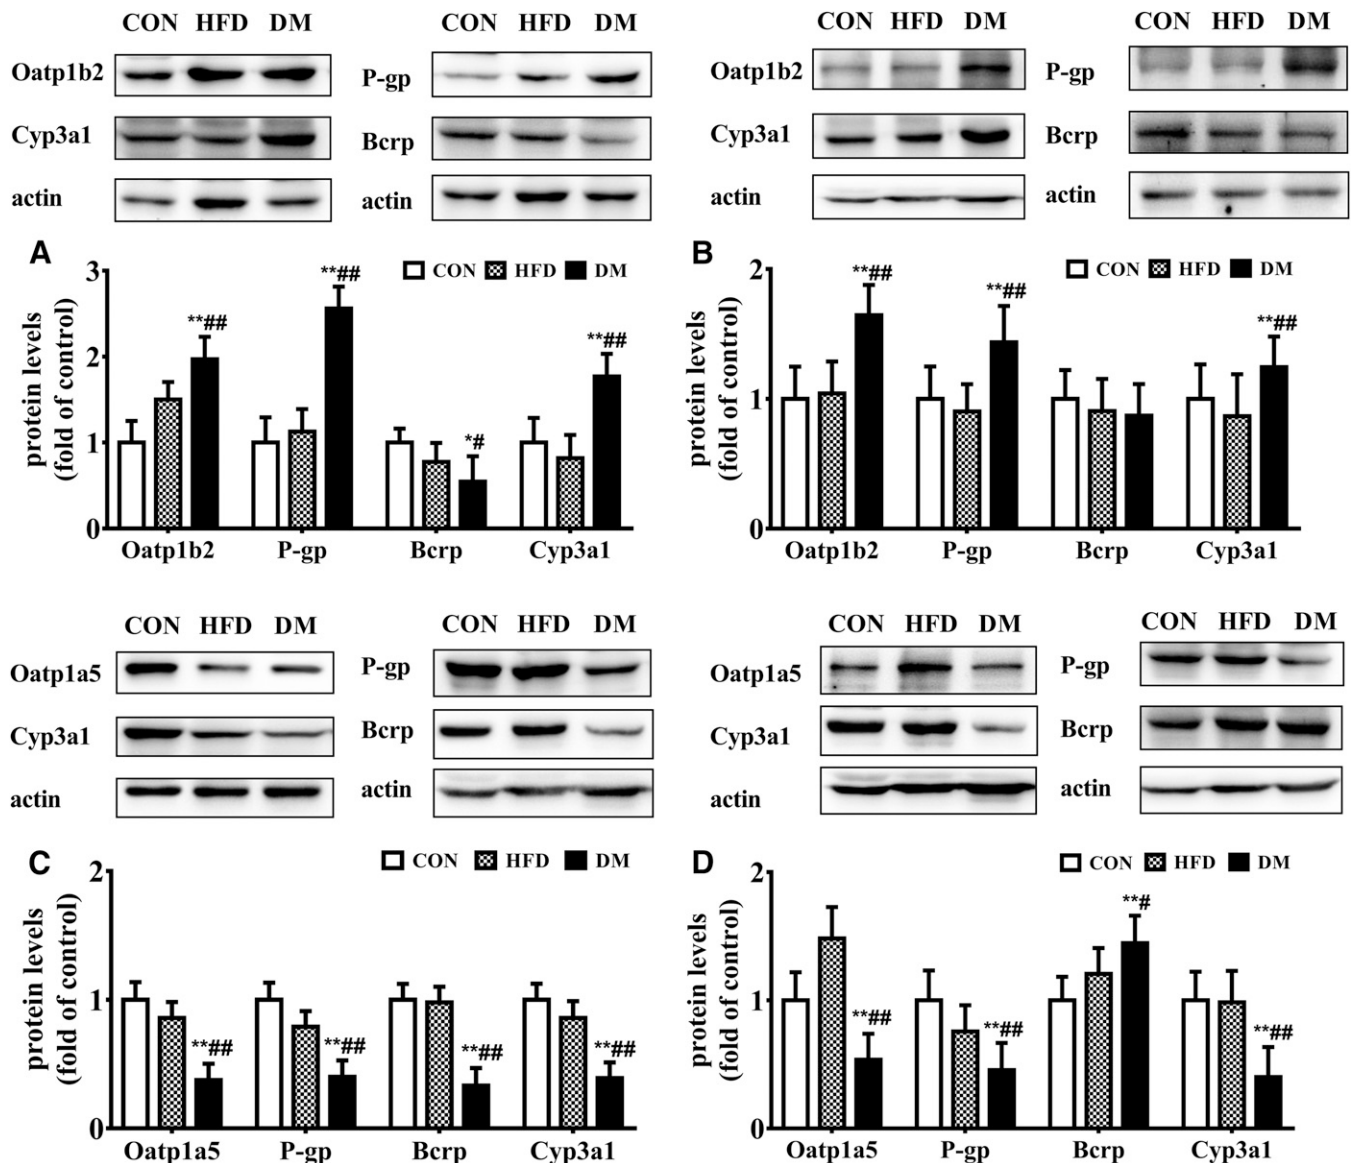 CON HFD DM CON HFD DM CON HFD DM CON HFD DM
Oatp1b2 P-gp Oatp1b2 P-gp
Cyp3a1 Bcrp Cyp3a1 Bcrp
actin actin actin actin
A
CON HFD DM
protein levels
(fold of control)
3
2
1
0
**## **## *# **##
Oatp1b2 P-gp Bcrp Cyp3a1
B
CON HFD DM
protein levels
(fold of control)
2
1
0
**## **## **##
Oatp1b2 P-gp Bcrp Cyp3a1
CON HFD DM CON HFD DM CON HFD DM CON HFD DM
Oatp1a5 P-gp Oatp1a5 P-gp
Cyp3a1 Bcrp Cyp3a1 Bcrp
actin actin actin actin
C
CON HFD DM
protein levels
(fold of control)
2
1
0
**## **## **## **##
Oatp1a5 P-gp Bcrp Cyp3a1
D
CON HFD DM
protein levels
(fold of control)
2
1
0
**## **## **# **##
Oatp1a5 P-gp Bcrp Cyp3a1